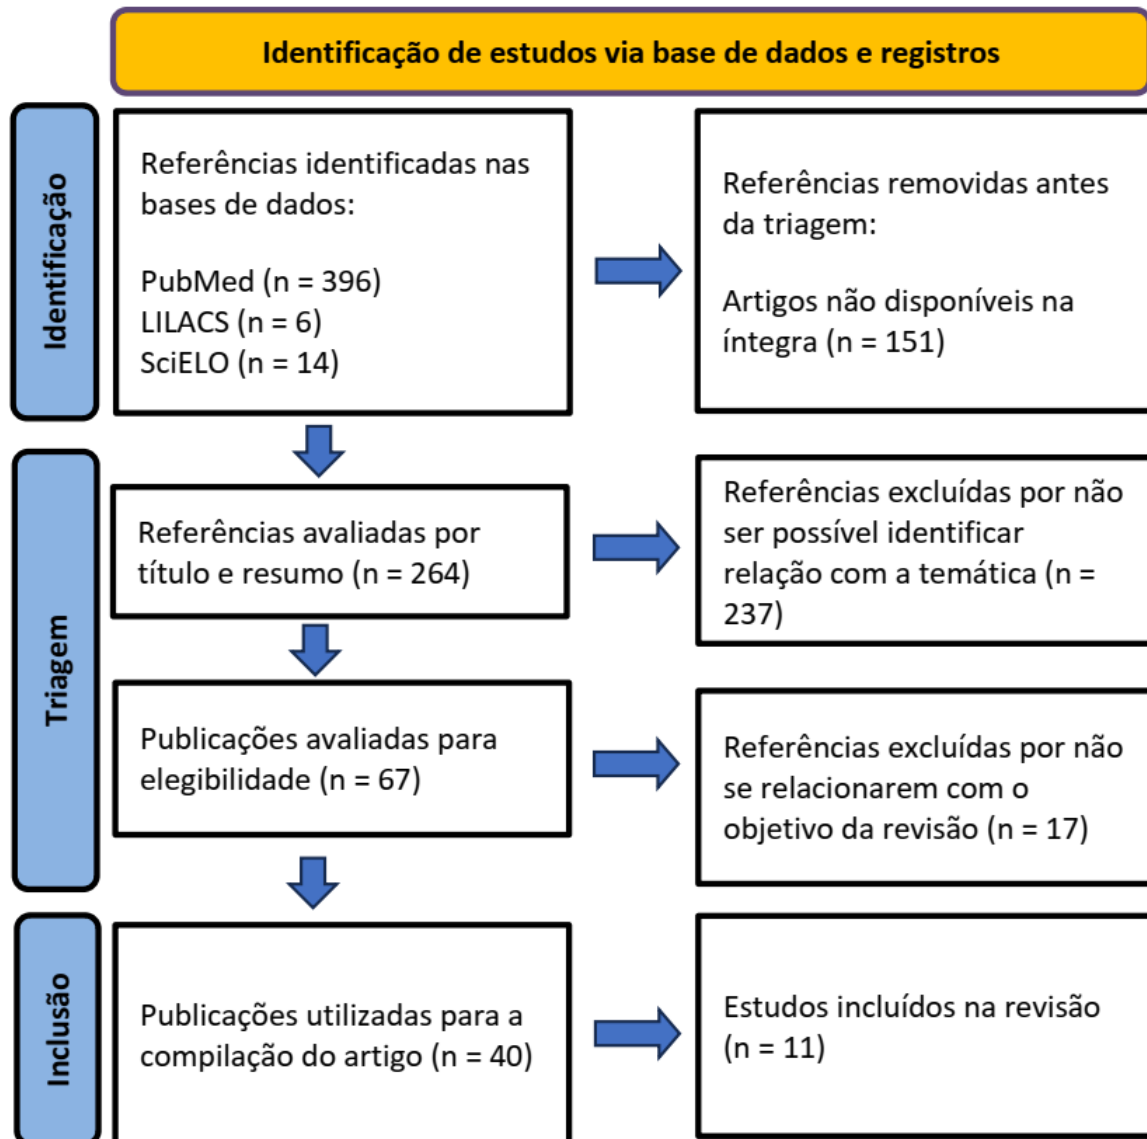 Identificação de estudos via base de dados e registros
Identificação
Referências identificadas nas
bases de dados:
PubMed (n = 396)
LILACS (n = 6)
SciELO (n = 14)
Referências removidas antes
da triagem:
Artigos não disponíveis na
íntegra (n = 151)
Triagem
Referências avaliadas por
título e resumo (n = 264)
Referências excluídas por não
ser possível identificar
relação com a temática (n =
237)
Publicações avaliadas para
elegibilidade (n = 67)
Referências excluídas por não
se relacionarem com o
objetivo da revisão (n = 17)
Inclusão
Publicações utilizadas para a
compilação do artigo (n = 40)
Estudos incluídos na revisão
(n = 11)